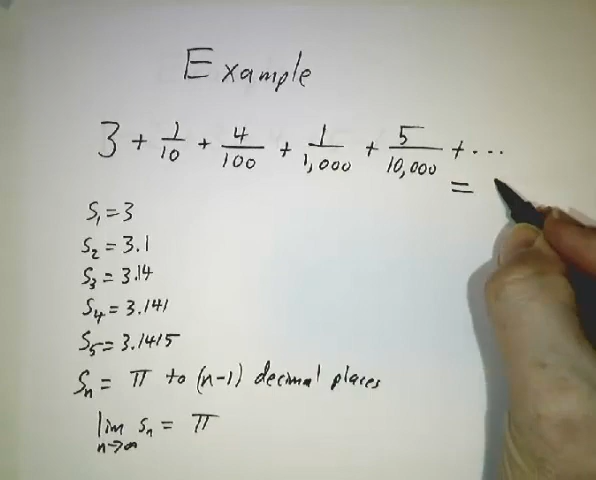 Example
3 + 1/10 + 4/100 + 1/1,000 + 5/10,000 + ...
=
S₁ = 3
S₂ = 3.1
S₃ = 3.14
S₄ = 3.141
S₅ = 3.1415
Sₙ = π to (n-1) decimal places
lim Sₙ = π
n→∞